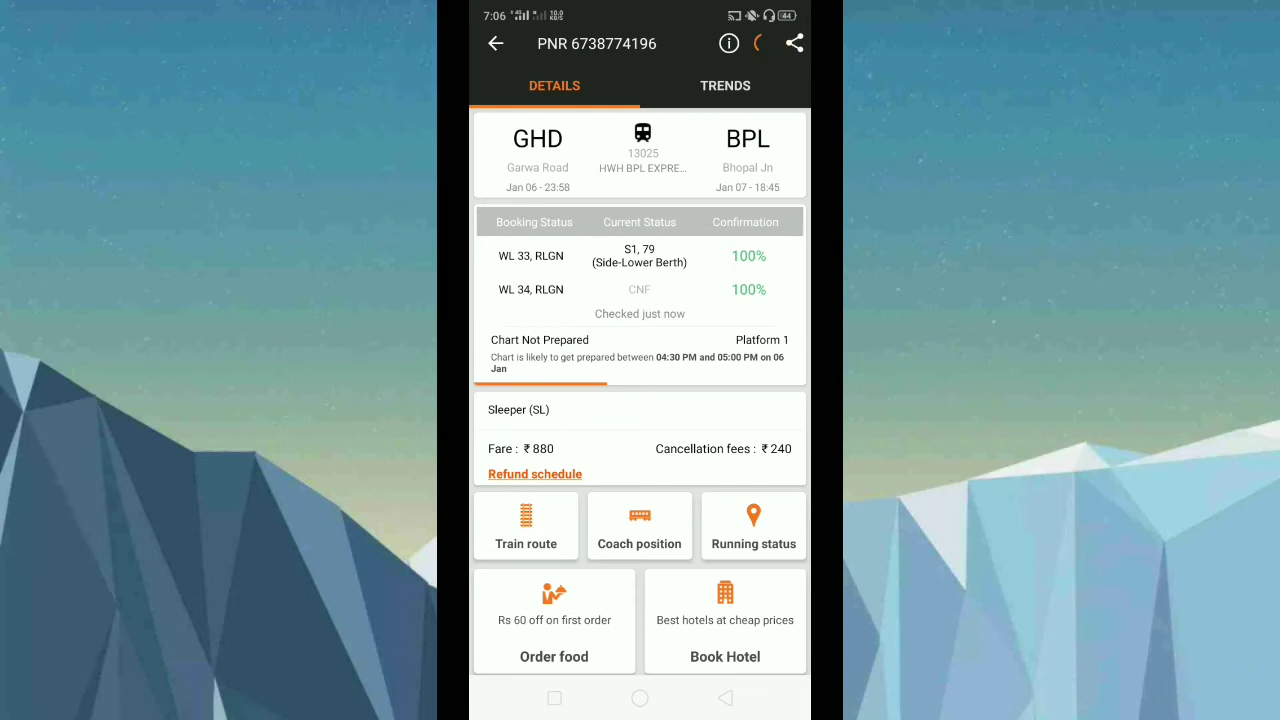 7:06
10.0
KB/S
44
PNR 6738774196
DETAILS
TRENDS
GHD
BPL
13025
Garwa Road
HWH BPL EXPRE...
Bhopal Jn
Jan 06 - 23:58
Jan 07 - 18:45
Booking Status
Current Status
Confirmation
WL 33, RLGN
S1, 79
(Side-Lower Berth)
100%
WL 34, RLGN
CNF
100%
Checked just now
Chart Not Prepared
Platform 1
Chart is likely to get prepared between 04:30 PM and 05:00 PM on 06
Jan
Sleeper (SL)
Fare : ₹ 880
Cancellation fees : ₹ 240
Refund schedule
Train route
Coach position
Running status
Rs 60 off on first order
Best hotels at cheap prices
Order food
Book Hotel